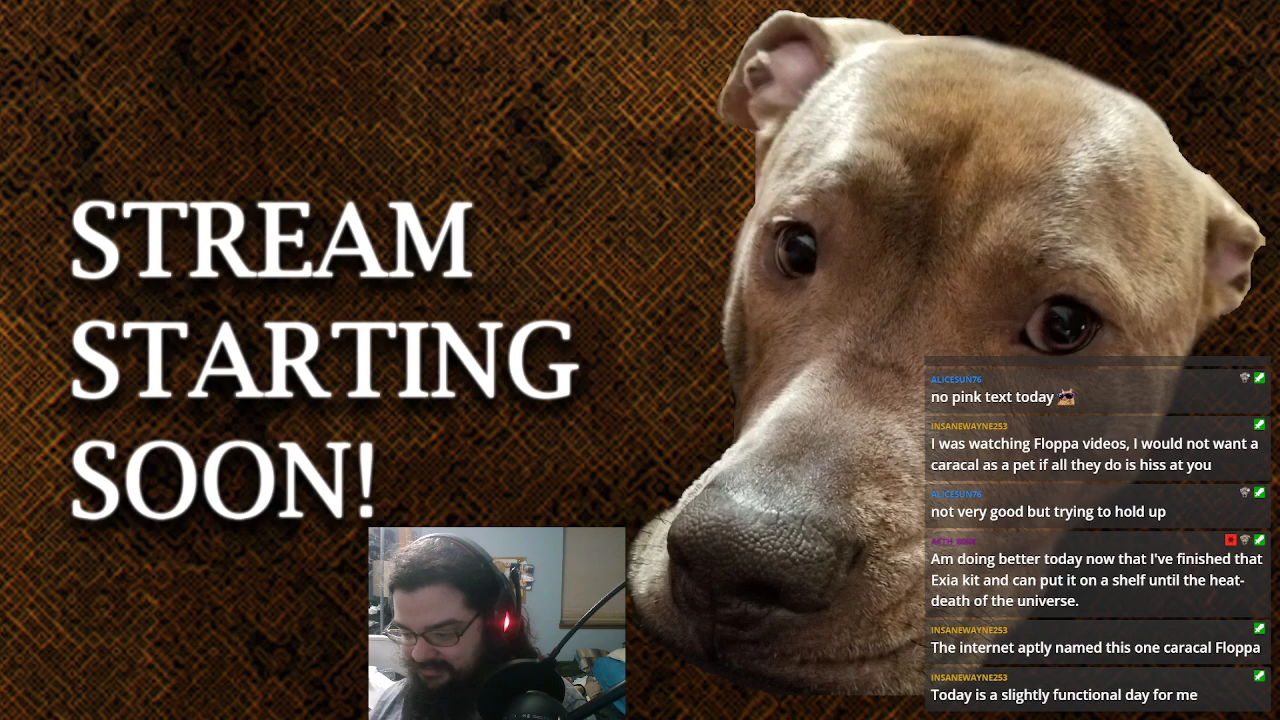 STREAM
STARTING
SOON!
ALICESUN76
no pink text today
INSANEWAYNE253
I was watching Floppa videos, I would not want a
caracal as a pet if all they do is hiss at you
ALICESUN76
not very good but trying to hold up
Am doing better today now that I've finished that
Exia kit and can put it on a shelf until the heat-
death of the universe.
INSANEWAYNE253
The internet aptly named this one caracal Floppa
INSANEWAYNE253
Today is a slightly functional day for me